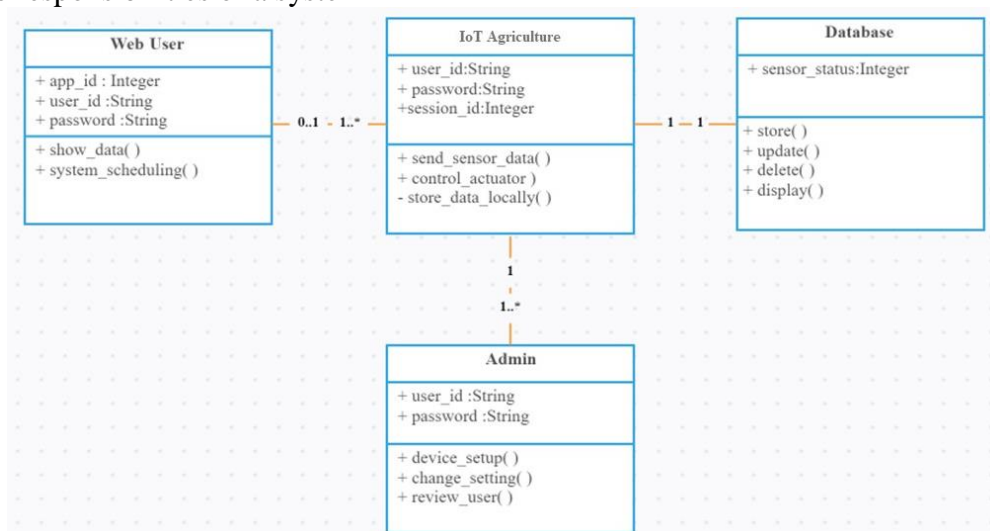 Web User
+ app_id : Integer
+ user_id :String
+ password :String
+ show_data( )
+ system_scheduling( )
0..1 - 1..*
IoT Agriculture
+ user_id:String
+ password:String
+session_id:Integer
+ send_sensor_data( )
+ control_actuator )
- store_data_locally( )
1 1
Database
+ sensor_status:Integer
+ store( )
+ update( )
+ delete( )
+ display( )
1
1..*
Admin
+ user_id :String
+ password :String
+ device_setup( )
+ change_setting( )
+ review_user( )